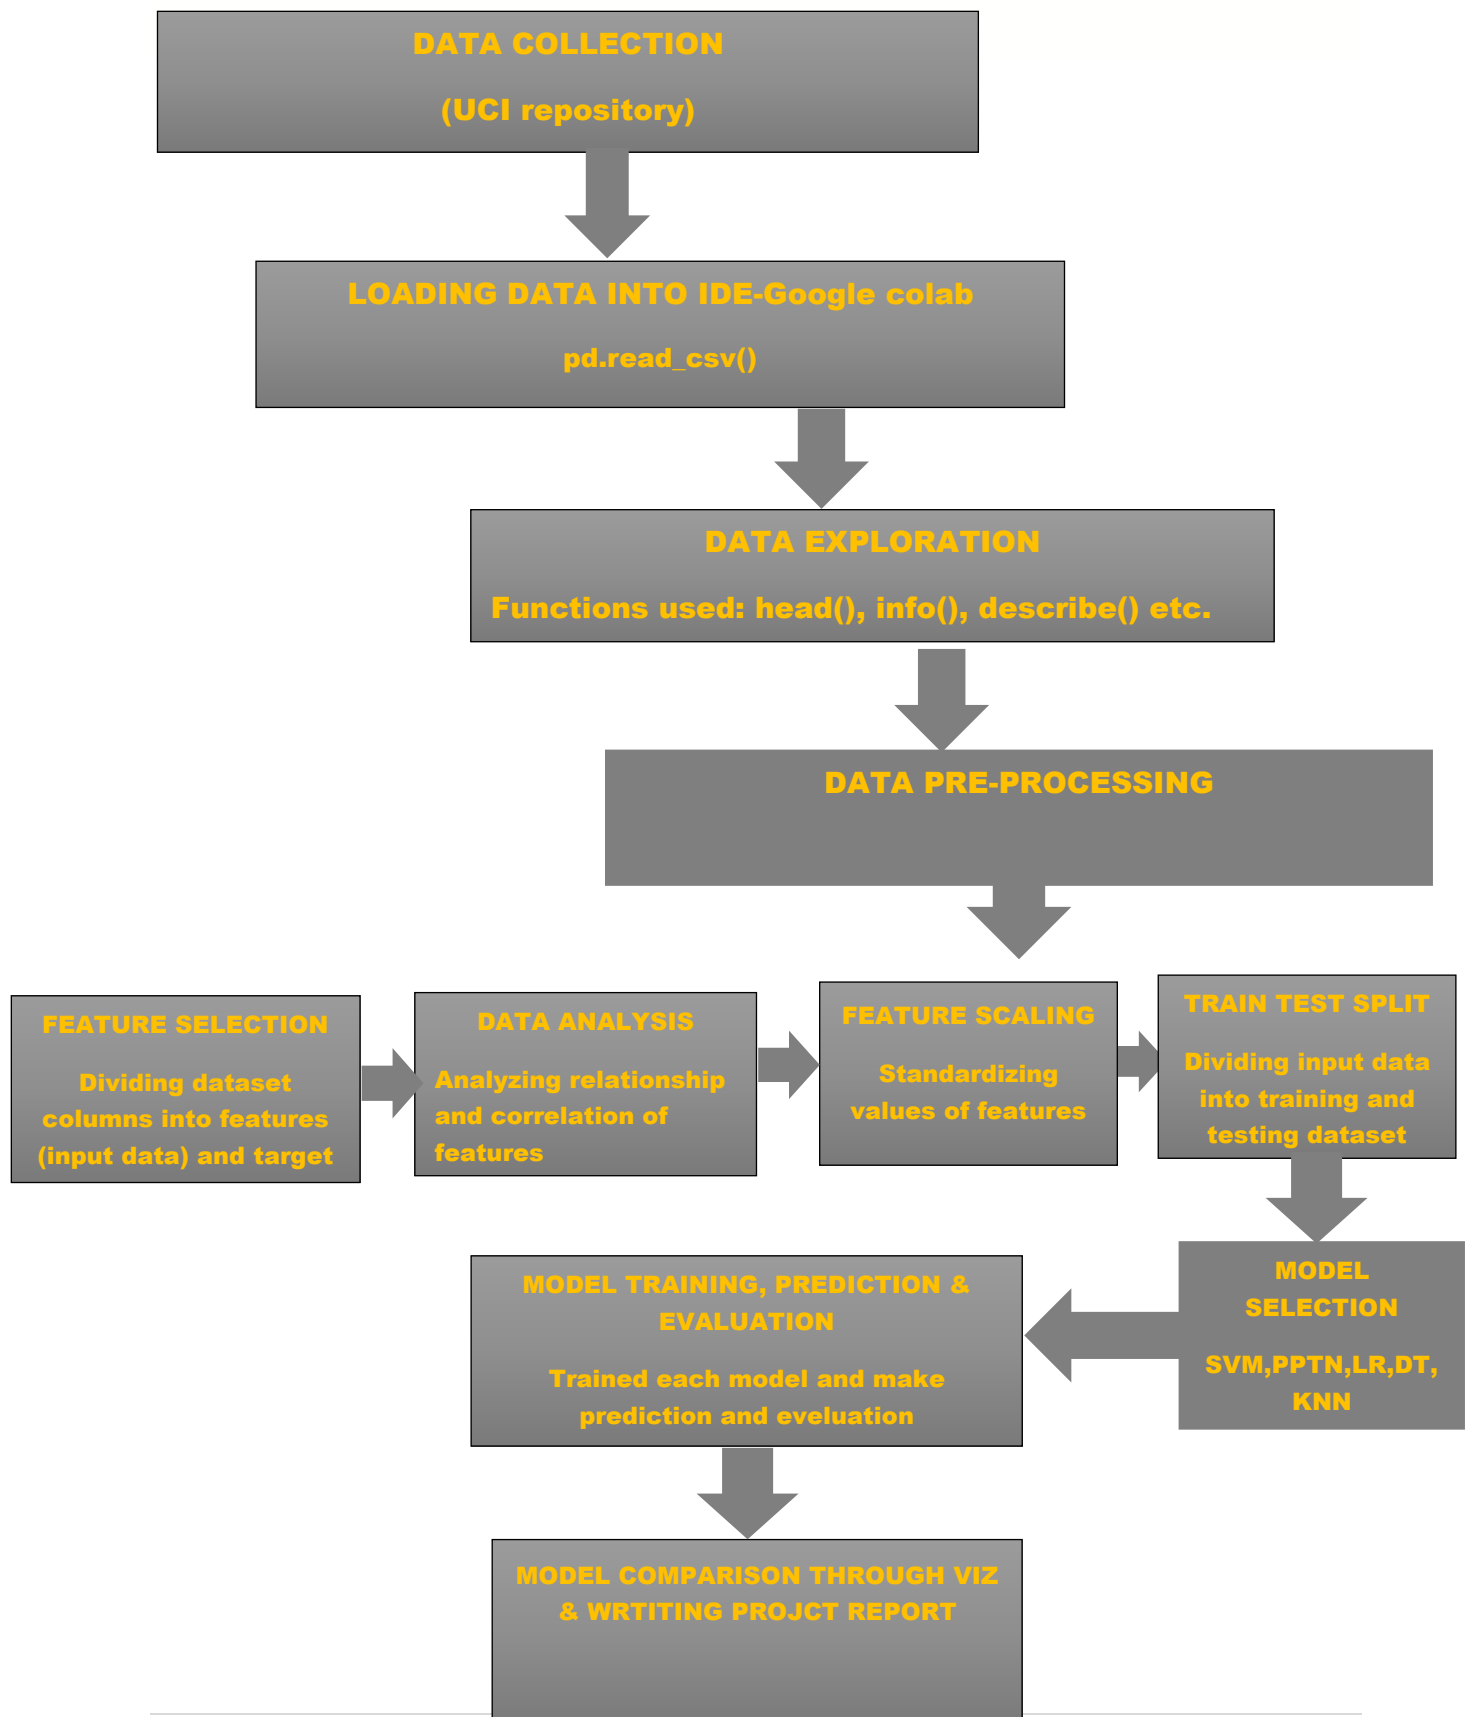 DATA COLLECTION
(UCI repository)
LOADING DATA INTO IDE-Google colab
pd.read_csv()
DATA EXPLORATION
Functions used: head(), info(), describe() etc.
DATA PRE-PROCESSING
FEATURE SELECTION
Dividing dataset
columns into features
(input data) and target
DATA ANALYSIS
Analyzing relationship
and correlation of
features
FEATURE SCALING
Standardizing
values of features
TRAIN TEST SPLIT
Dividing input data
into training and
testing dataset
MODEL
SELECTION
SVM,PPTN,LR,DT,
KNN
MODEL TRAINING, PREDICTION &
EVALUATION
Trained each model and make
prediction and eveluation
MODEL COMPARISON THROUGH VIZ
& WRTITING PROJCT REPORT